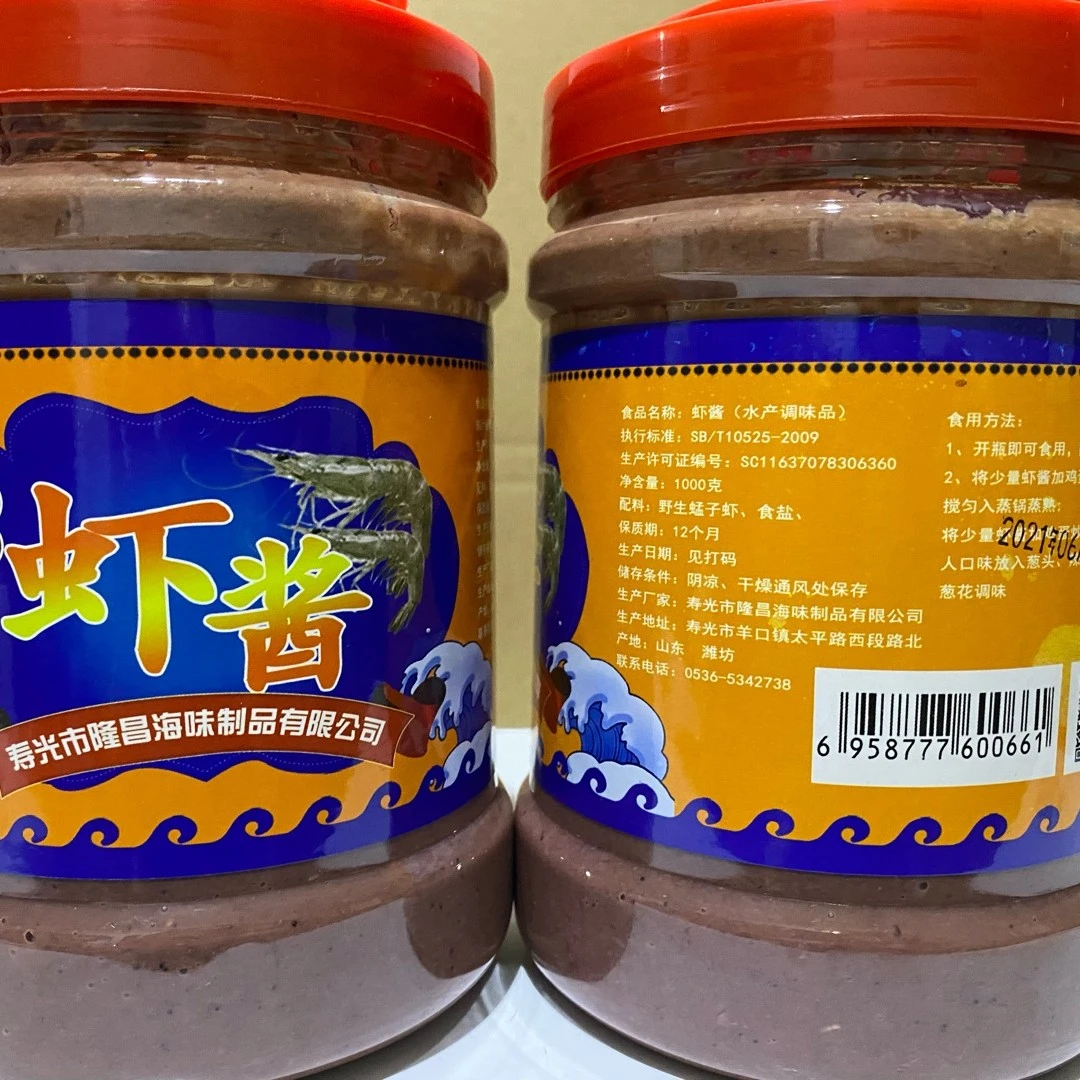 虾酱
寿光市隆昌海味制品有限公司
食品名称：虾酱（水产调味品）
执行标准：SB/T10525-2009
生产许可证编号：SC11637078306360
净含量：1000克
配料：野生蜢子虾、食盐、
保质期：12个月
生产日期：见打码
储存条件：阴凉、干燥通风处保存
生产厂家：寿光市隆昌海味制品有限公司
生产地址：寿光市羊口镇太平路西段路北
产地：山东 潍坊
联系电话：0536-5342738
食用方法：
1、开瓶即可食用，
2、将少量虾酱加鸡
搅匀入蒸锅蒸熟；
将少量
人口味放入葱头、
葱花调味
2021年06
6 958777 600661